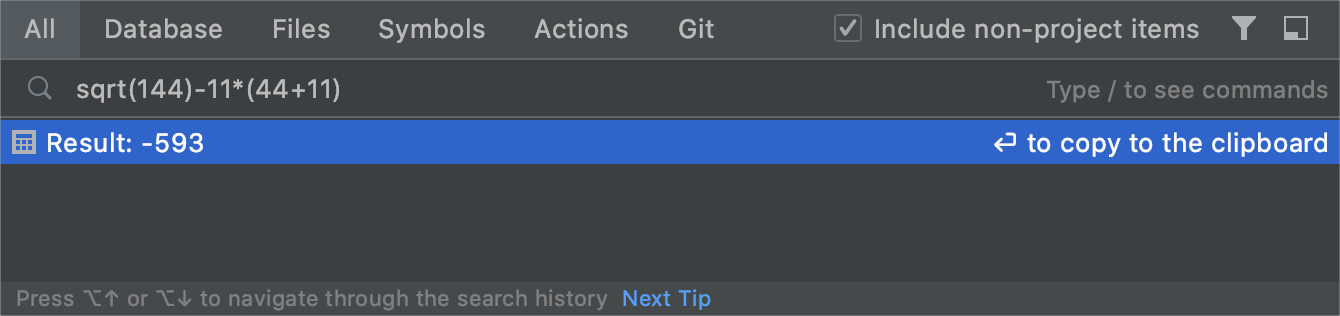 All Database Files Symbols Actions Git Include non-project items
sqrt(144)-11*(44+11) Type / to see commands
Result: -593 ↵ to copy to the clipboard
Press ⌥↑ or ⌥↓ to navigate through the search history Next Tip